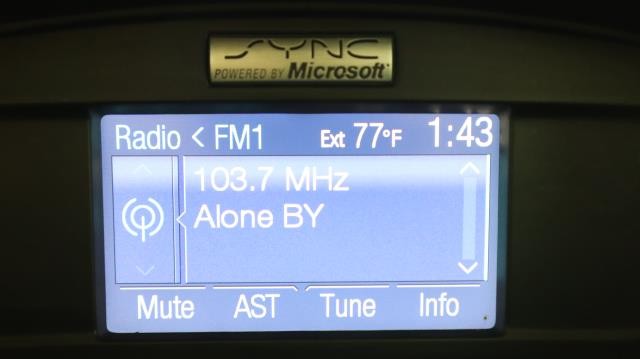 SYNC
POWERED BY Microsoft
Radio < FM1 Ext 77°F 1:43
103.7 MHz
Alone BY
Mute AST Tune Info